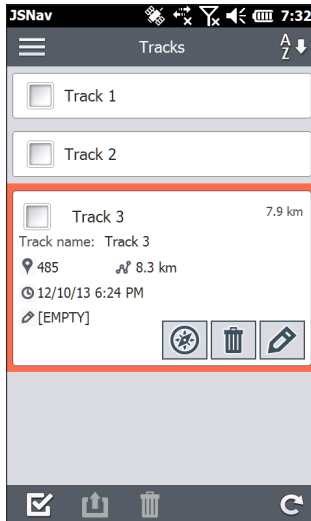 JSNav 7:32
Tracks A Z
Track 1
Track 2
Track 3 7.9 km
Track name: Track 3
485 8.3 km
12/10/13 6:24 PM
[EMPTY]